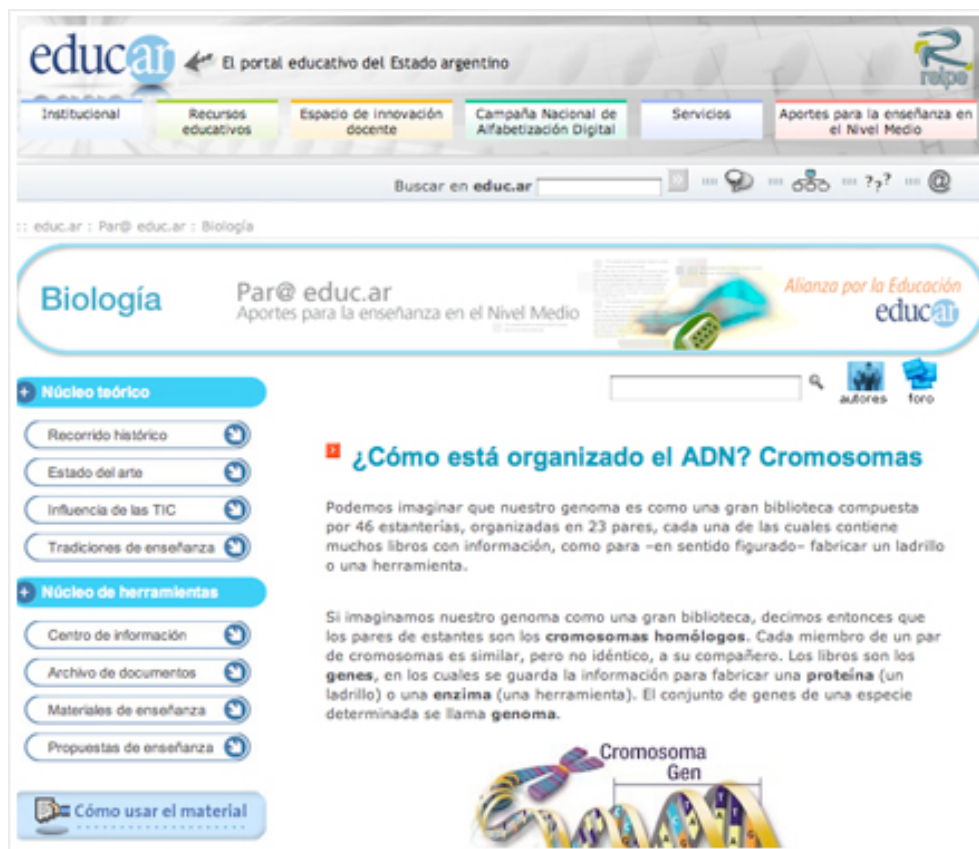 educar El portal educativo del Estado argentino
relpe
Institucional
Recursos educativos
Espacio de innovación docente
Campaña Nacional de Alfabetización Digital
Servicios
Aportes para la enseñanza en el Nivel Medio
Buscar en educ.ar
:: educ.ar : Par@ educ.ar : Biología
Biología
Par@ educ.ar
Aportes para la enseñanza en el Nivel Medio
Alianza por la Educación
educar
Núcleo teórico
Recorrido histórico
Estado del arte
Influencia de las TIC
Tradiciones de enseñanza
Núcleo de herramientas
Centro de información
Archivo de documentos
Materiales de enseñanza
Propuestas de enseñanza
Cómo usar el material
autores
foro
¿Cómo está organizado el ADN? Cromosomas
Podemos imaginar que nuestro genoma es como una gran biblioteca compuesta
por 46 estanterías, organizadas en 23 pares, cada una de las cuales contiene
muchos libros con información, como para –en sentido figurado– fabricar un ladrillo
o una herramienta.
Si imaginamos nuestro genoma como una gran biblioteca, decimos entonces que
los pares de estantes son los cromosomas homólogos. Cada miembro de un par
de cromosomas es similar, pero no idéntico, a su compañero. Los libros son los
genes, en los cuales se guarda la información para fabricar una proteína (un
ladrillo) o una enzima (una herramienta). El conjunto de genes de una especie
determinada se llama genoma.
Cromosoma
Gen